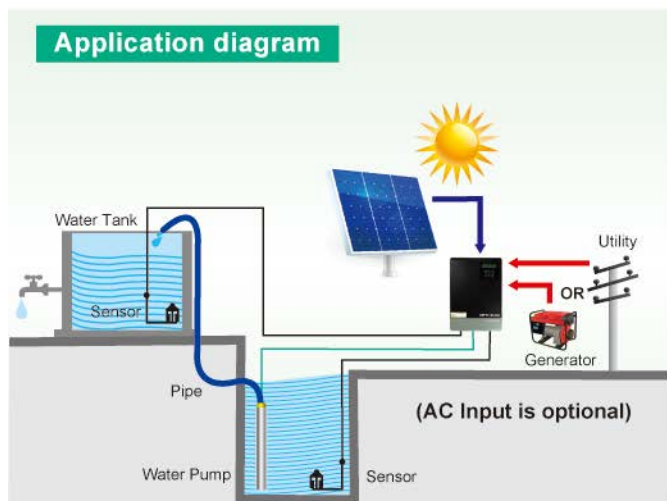 Application diagram
Water Tank
Utility
Sensor
OR
Generator
Pipe
(AC Input is optional)
Water Pump
Sensor